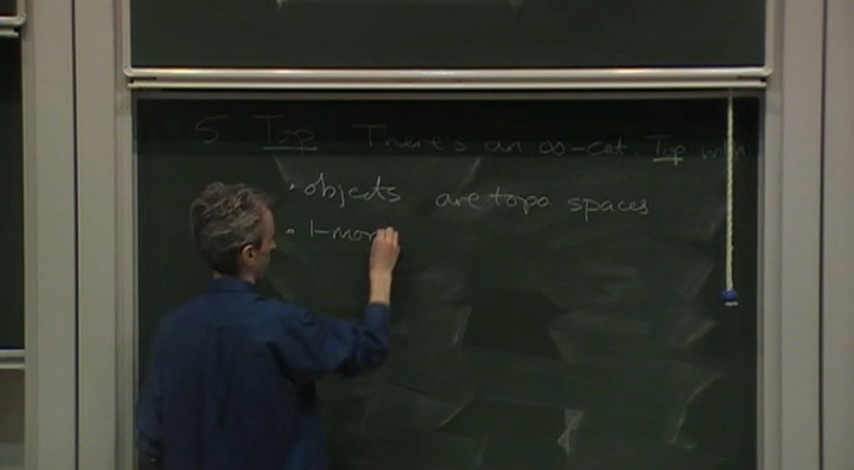 5 Top There's an ∞-cat Top with
• objects are topo spaces
• 1-mor